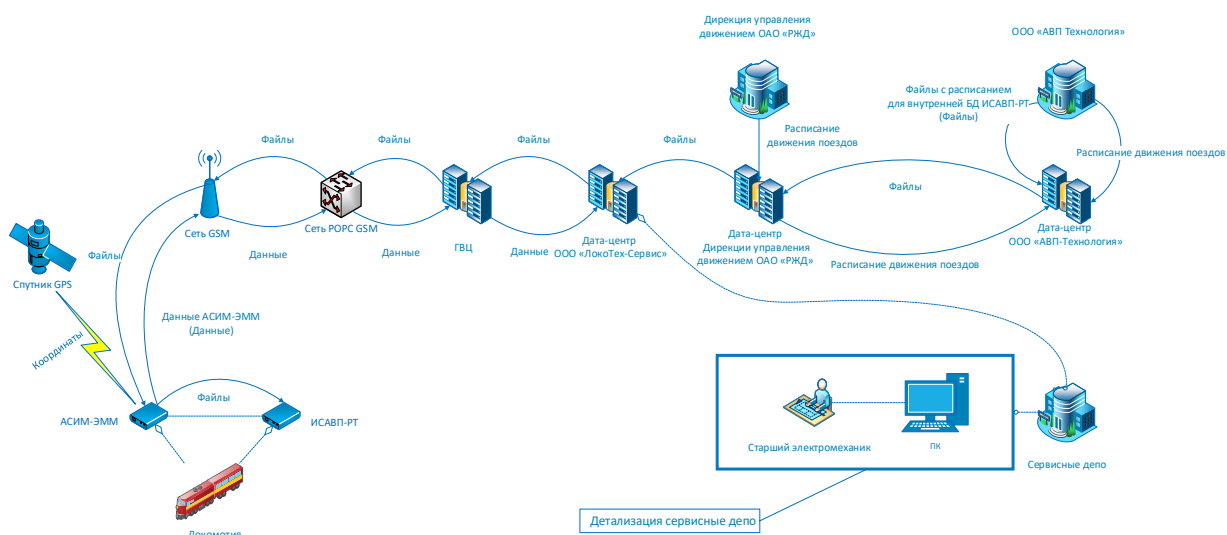 Дирекция управления
движением ОАО «РЖД»
ООО «АВП Технология»
Файлы с расписанием
для внутренней БД ИСАВП-РТ
(Файлы)
Расписание
движения поездов
Расписание движения поездов
Файлы
Файлы
Файлы
Файлы
Файлы
Сеть GSM
Сеть POPC GSM
ГВЦ
Дата-центр
ООО «ЛокоТех-Сервис»
Дата-центр
Дирекции управления
движением ОАО «РЖД»
Дата-центр
ООО «АВП-Технология»
Данные
Данные
Данные
Расписание движения поездов
Файлы
Спутник GPS
Координаты
Данные АСИМ-ЭММ
(Данные)
Файлы
АСИМ-ЭММ
ИСАВП-РТ
Локомотив
Старший электромеханик
ПК
Сервисные депо
Детализация сервисные депо